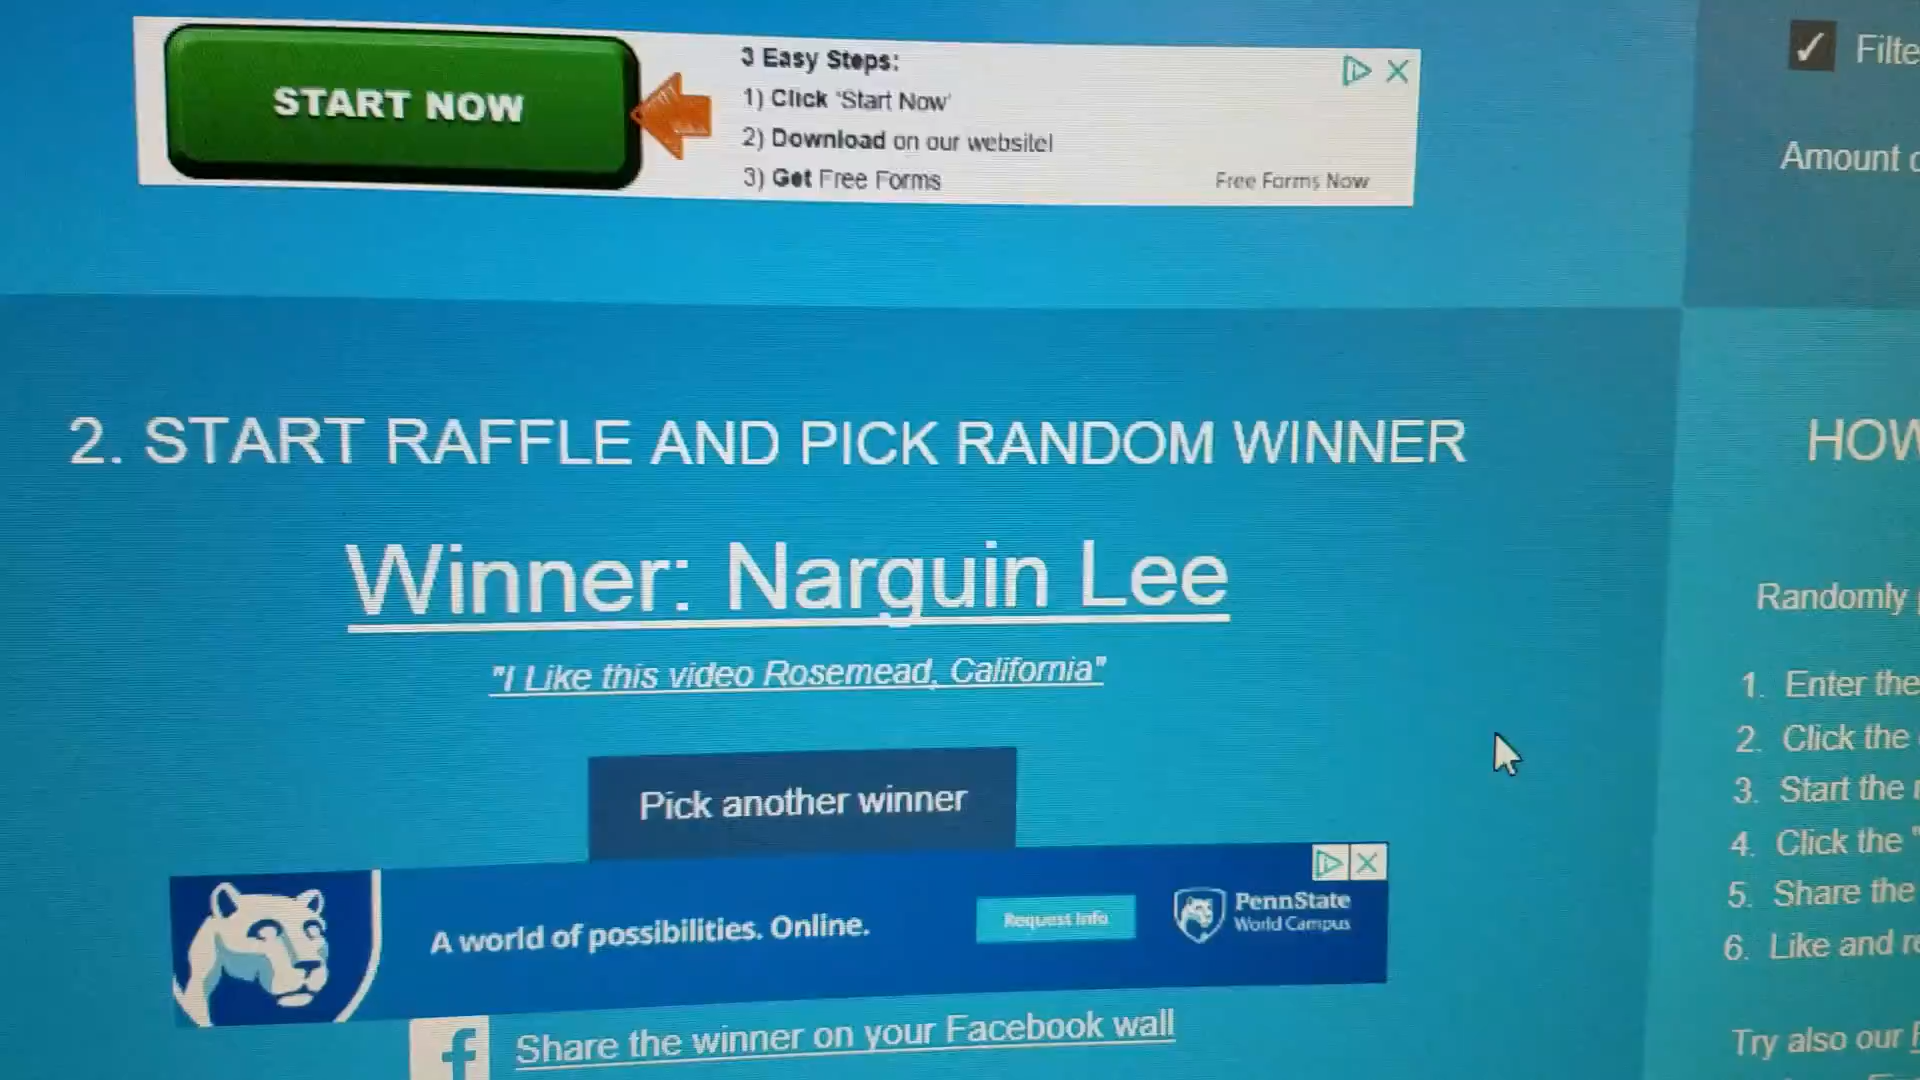 START NOW
3 Easy Steps:
1) Click 'Start Now'
2) Download on our website!
3) Get Free Forms
Free Forms Now
Amount
2. START RAFFLE AND PICK RANDOM WINNER
Winner: Narguin Lee
"I Like this video Rosemead, California"
Pick another winner
A world of possibilities. Online.
Request Info
PennState
World Campus
f
Share the winner on your Facebook wall
HOW
Randomly
1. Enter the
2. Click the
3. Start the
4. Click the "
5. Share the
6. Like and
Try also our